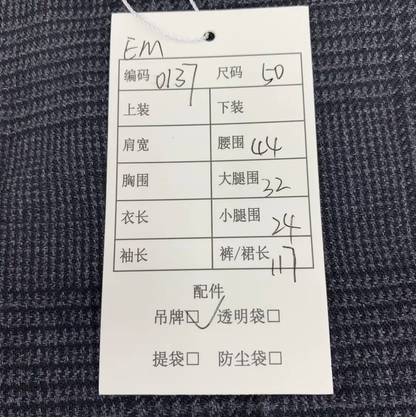 EM
编码 0137 尺码 50
上装 下装
肩宽 腰围 44
胸围 大腿围 32
衣长 小腿围 24
袖长 裤/裙长 117
配件
吊牌☑ 透明袋☐
提袋☐ 防尘袋☐